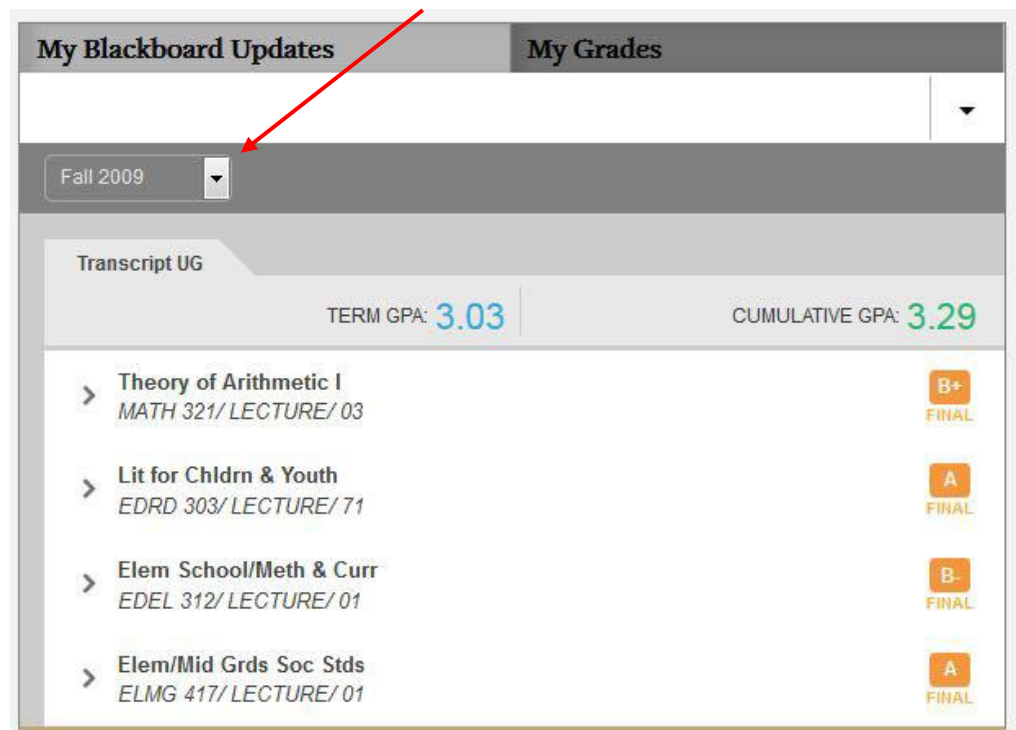 My Blackboard Updates
My Grades
Fall 2009
Transcript UG
TERM GPA: 3.03
CUMULATIVE GPA: 3.29
Theory of Arithmetic I
B+
MATH 321/ LECTURE/ 03
FINAL
Lit for Chldrn & Youth
A
EDRD 303/ LECTURE/ 71
FINAL
Elem School/Meth & Curr
B-
EDEL 312/ LECTURE/ 01
FINAL
Elem/Mid Grds Soc Stds
A
ELMG 417/ LECTURE/ 01
FINAL